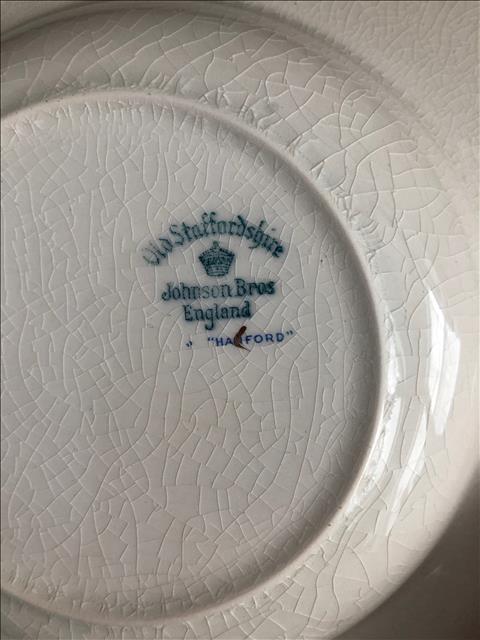 Old Staffordshire
Johnson Bros
England
"